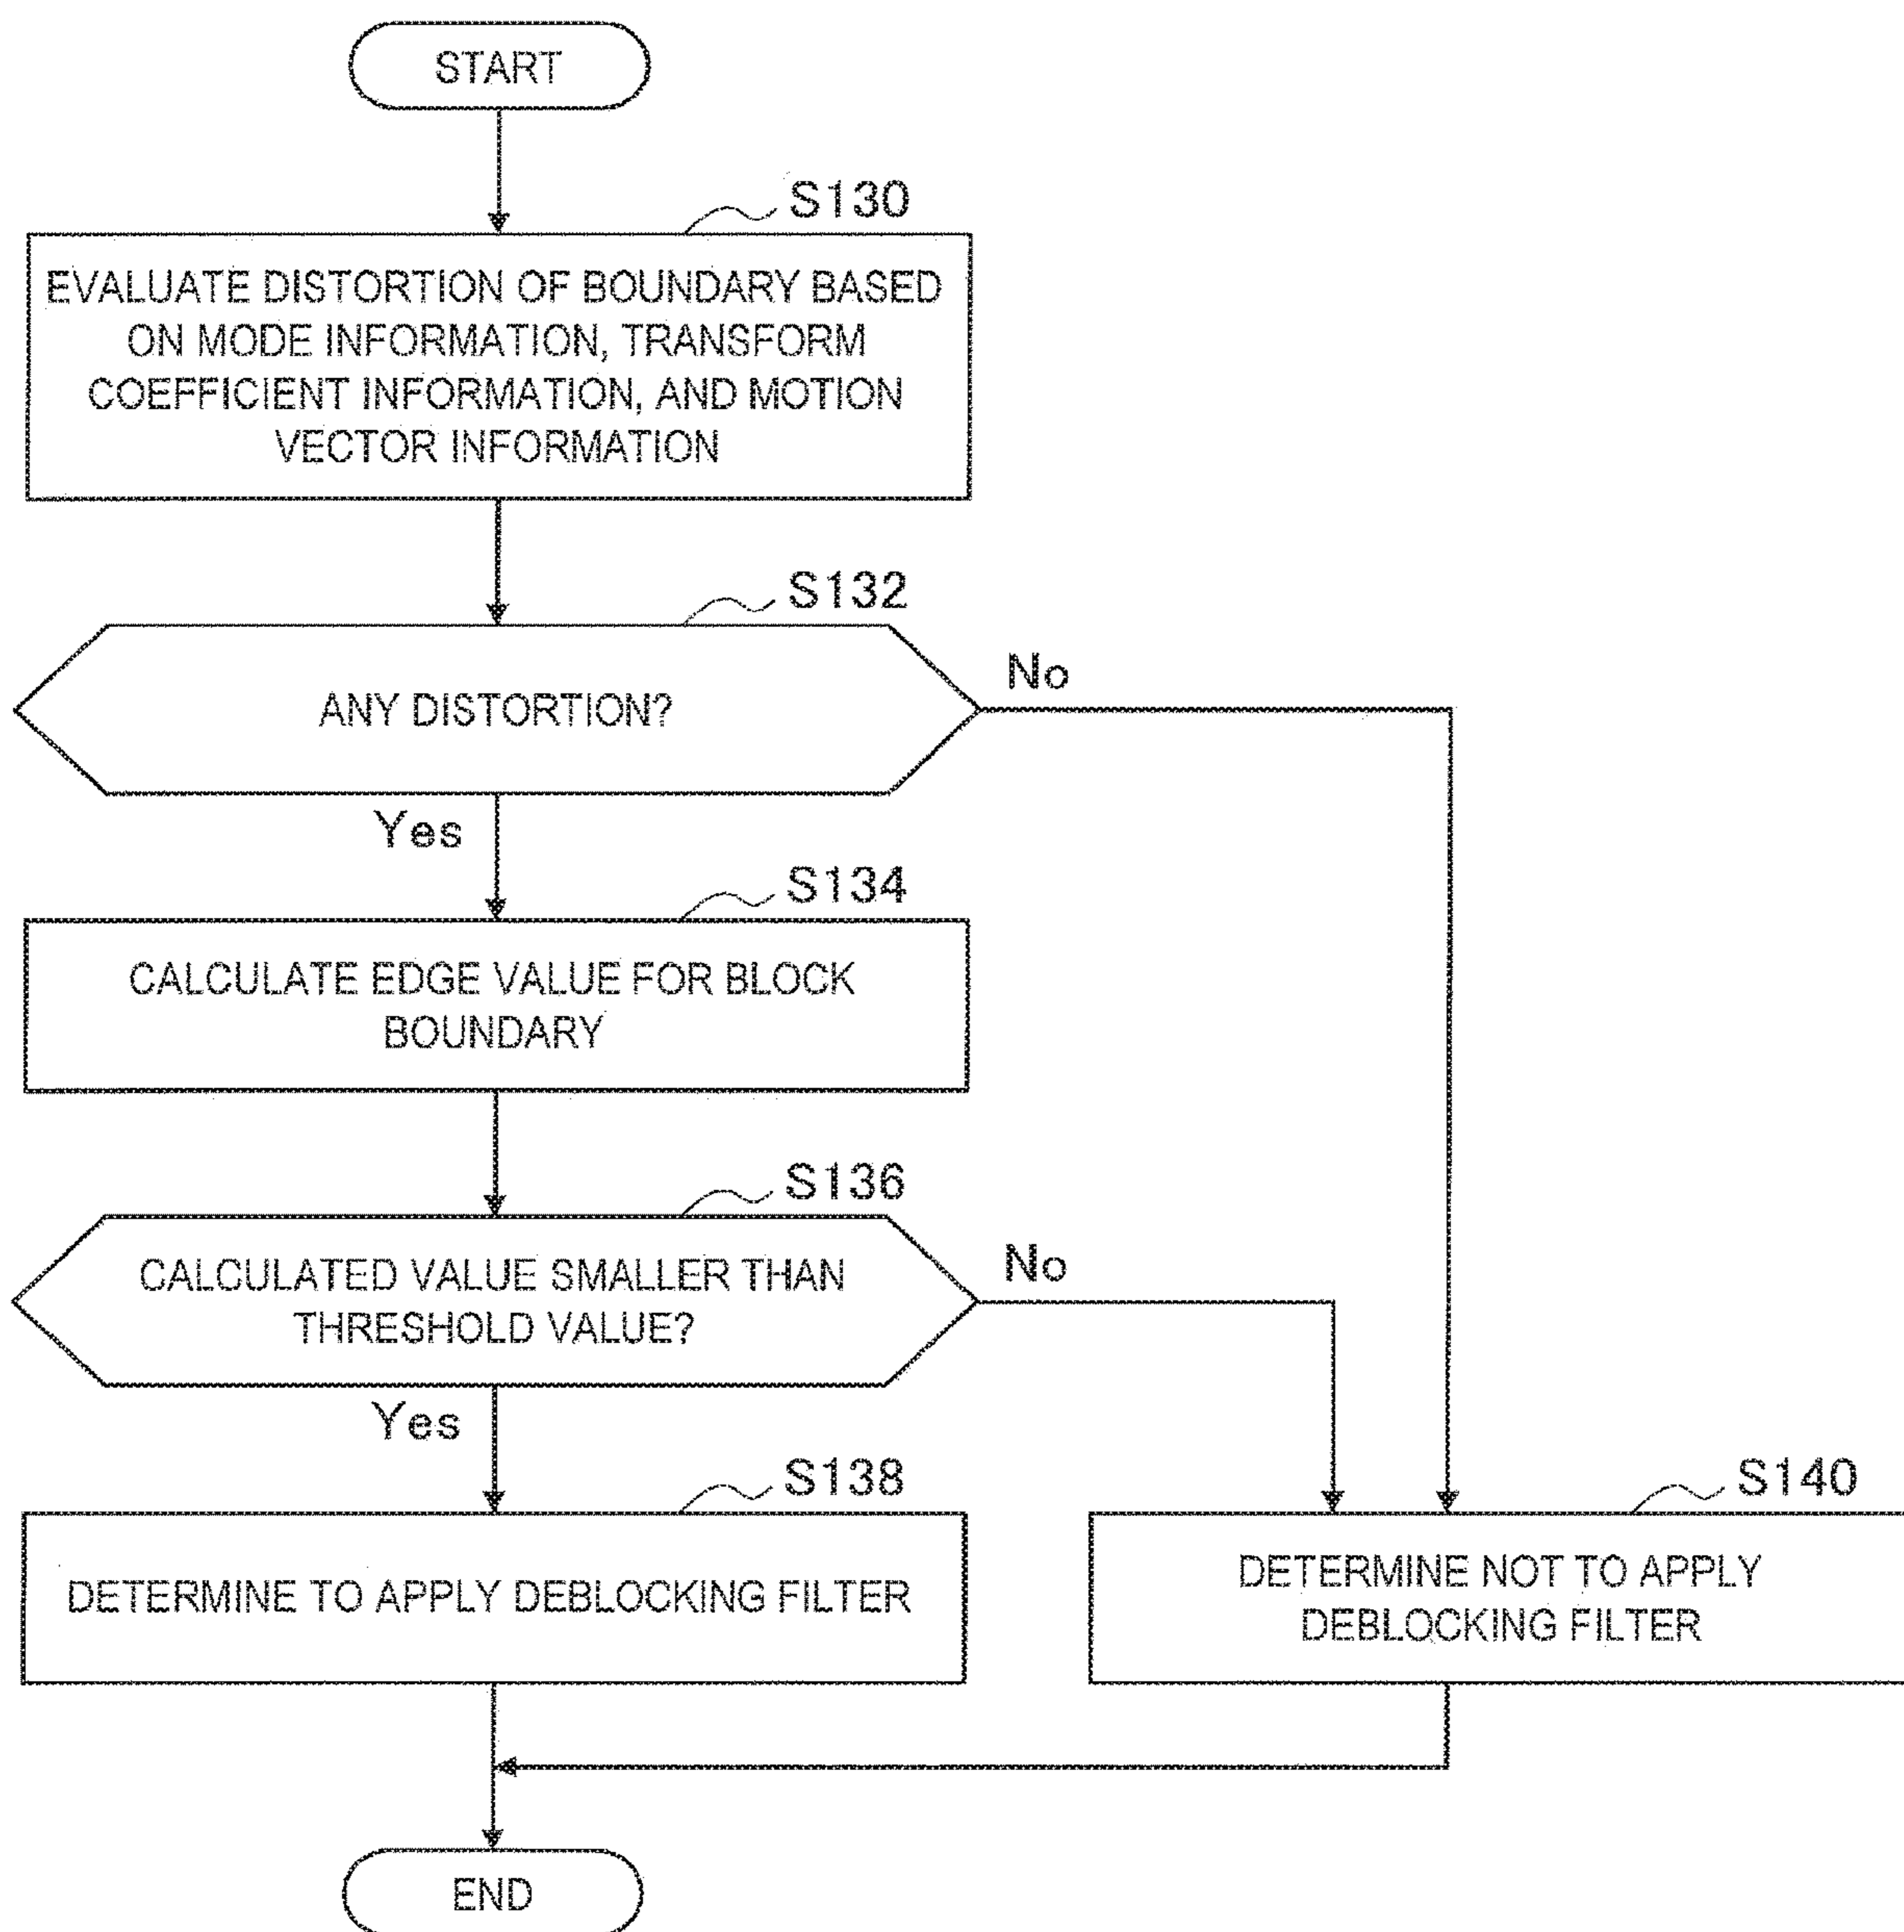 START
S130
EVALUATE DISTORTION OF BOUNDARY BASED
ON MODE INFORMATION, TRANSFORM
COEFFICIENT INFORMATION, AND MOTION
VECTOR INFORMATION
S132
ANY DISTORTION?
No
Yes
S134
CALCULATE EDGE VALUE FOR BLOCK
BOUNDARY
S136
CALCULATED VALUE SMALLER THAN
THRESHOLD VALUE?
No
Yes
S138
DETERMINE TO APPLY DEBLOCKING FILTER
S140
DETERMINE NOT TO APPLY
DEBLOCKING FILTER
END